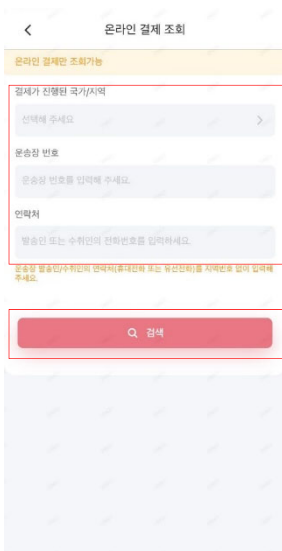 온라인 결제 조회
온라인 결제만 조회가능
결제가 진행된 국가/지역
선택해 주세요
운송장 번호
운송장 번호를 입력해 주세요.
연락처
발송인 또는 수취인의 전화번호를 입력하세요.
운송장 발송인/수취인의 연락처(휴대전화 또는 유선전화)를 지역번호 없이 입력해
주세요.
검색